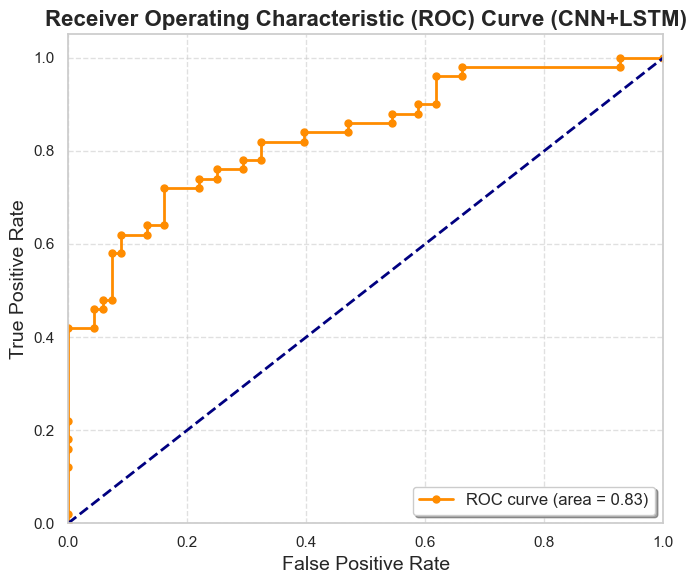 Receiver Operating Characteristic (ROC) Curve (CNN+LSTM)
True Positive Rate
1.0
0.8
0.6
0.4
0.2
0.0
0.0 0.2 0.4 0.6 0.8 1.0
False Positive Rate
ROC curve (area = 0.83)